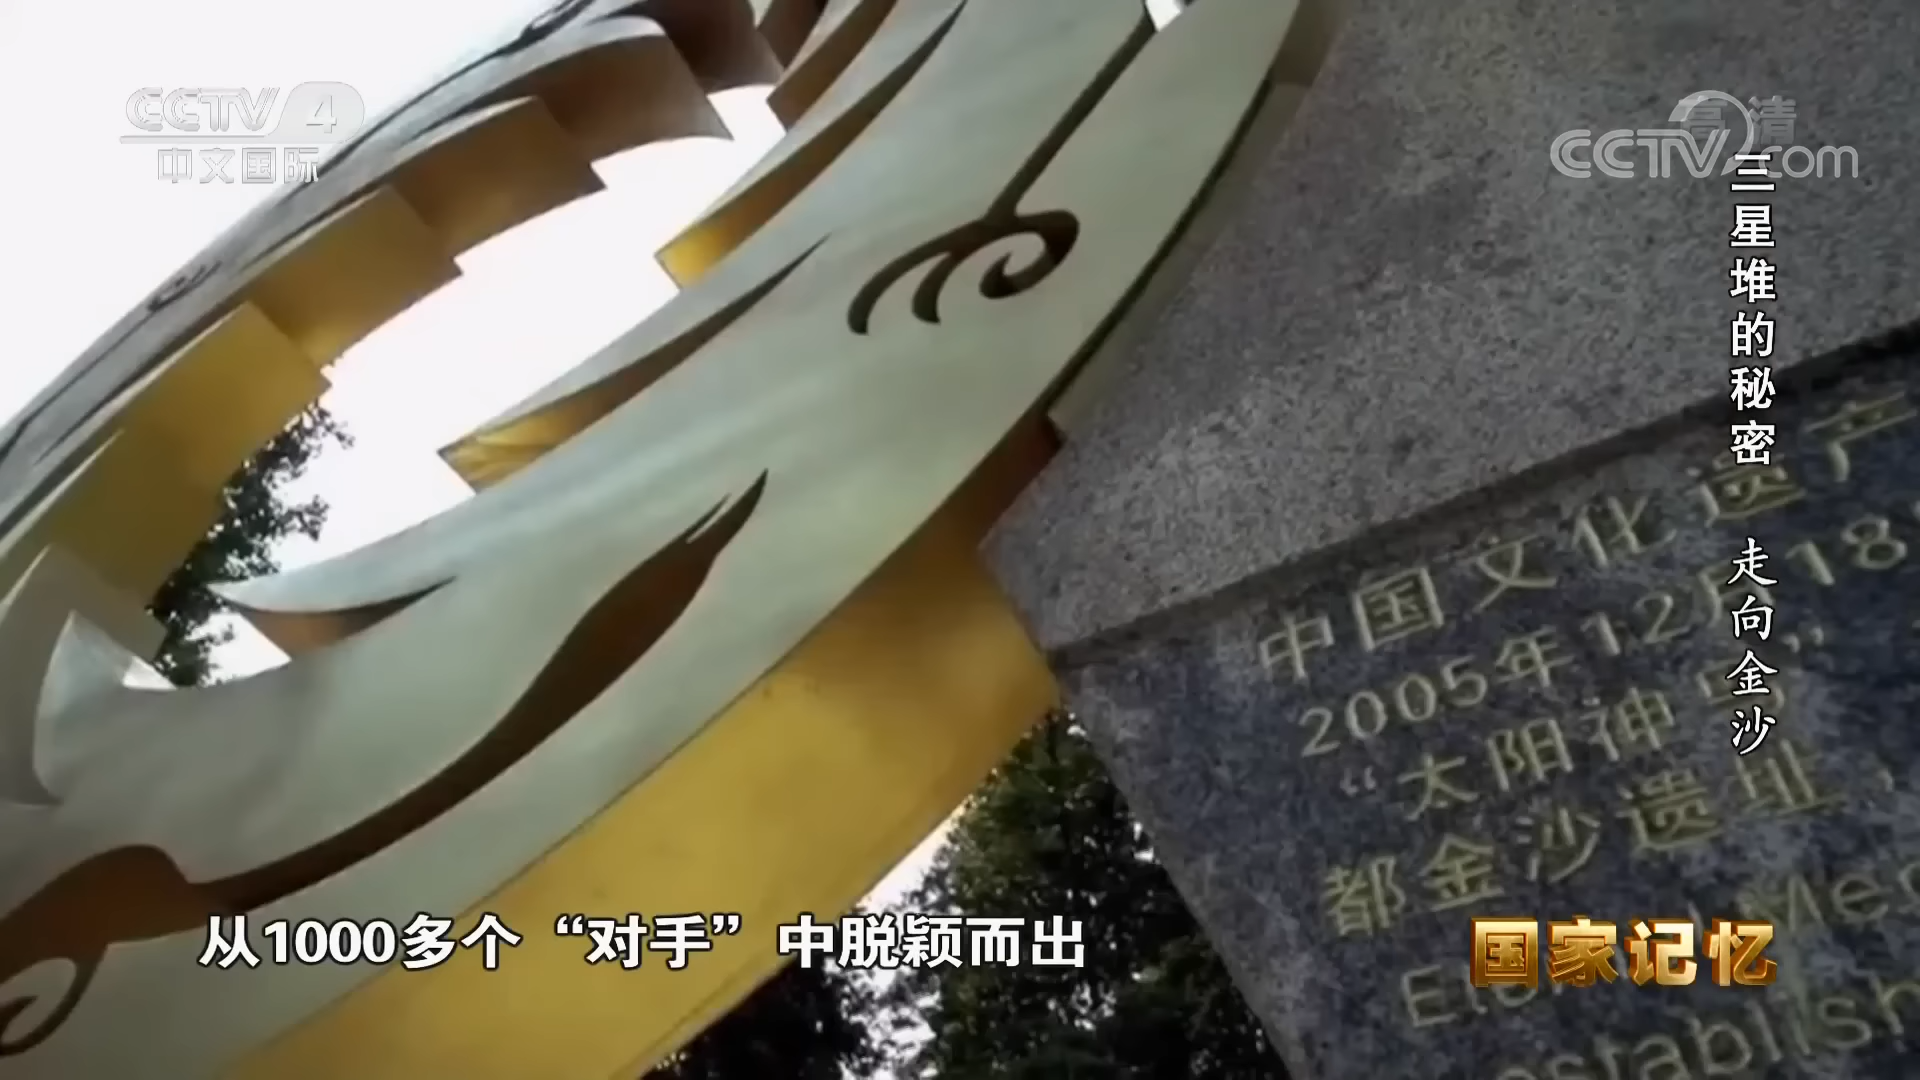 CCTV 4
中文国际
高清
CCTV.com
三星堆的秘密 走向金沙
中国文化遗产
2005年12月18
“太阳神鸟”
都金沙遗址，
从1000多个“对手”中脱颖而出
国家记忆